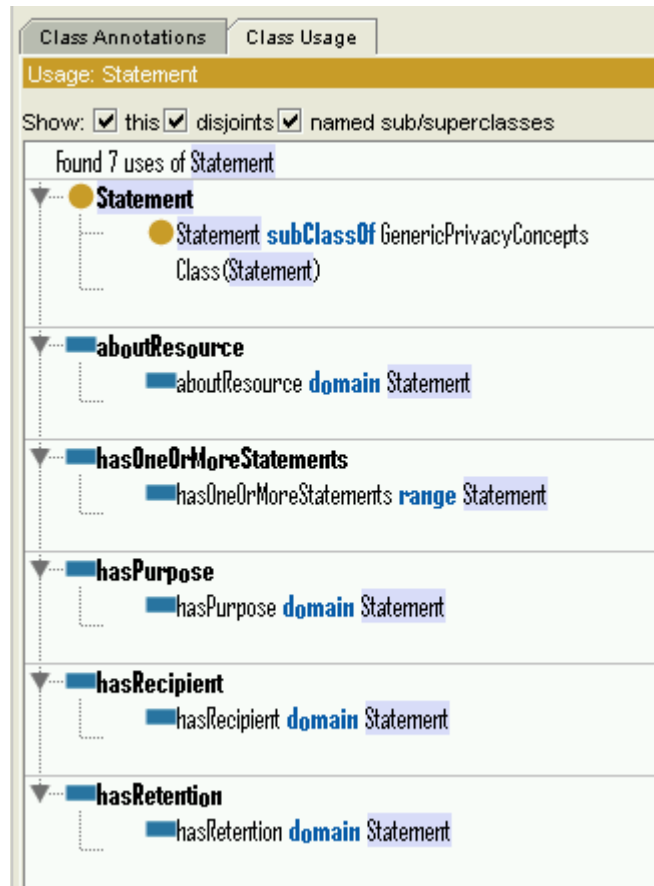 Class Annotations Class Usage
Usage: Statement
Show: this disjoints named sub/superclasses
Found 7 uses of Statement
Statement
Statement subClassOf GenericPrivacyConcepts
Class(Statement)
aboutResource
aboutResource domain Statement
hasOneOrMoreStatements
hasOneOrMoreStatements range Statement
hasPurpose
hasPurpose domain Statement
hasRecipient
hasRecipient domain Statement
hasRetention
hasRetention domain Statement